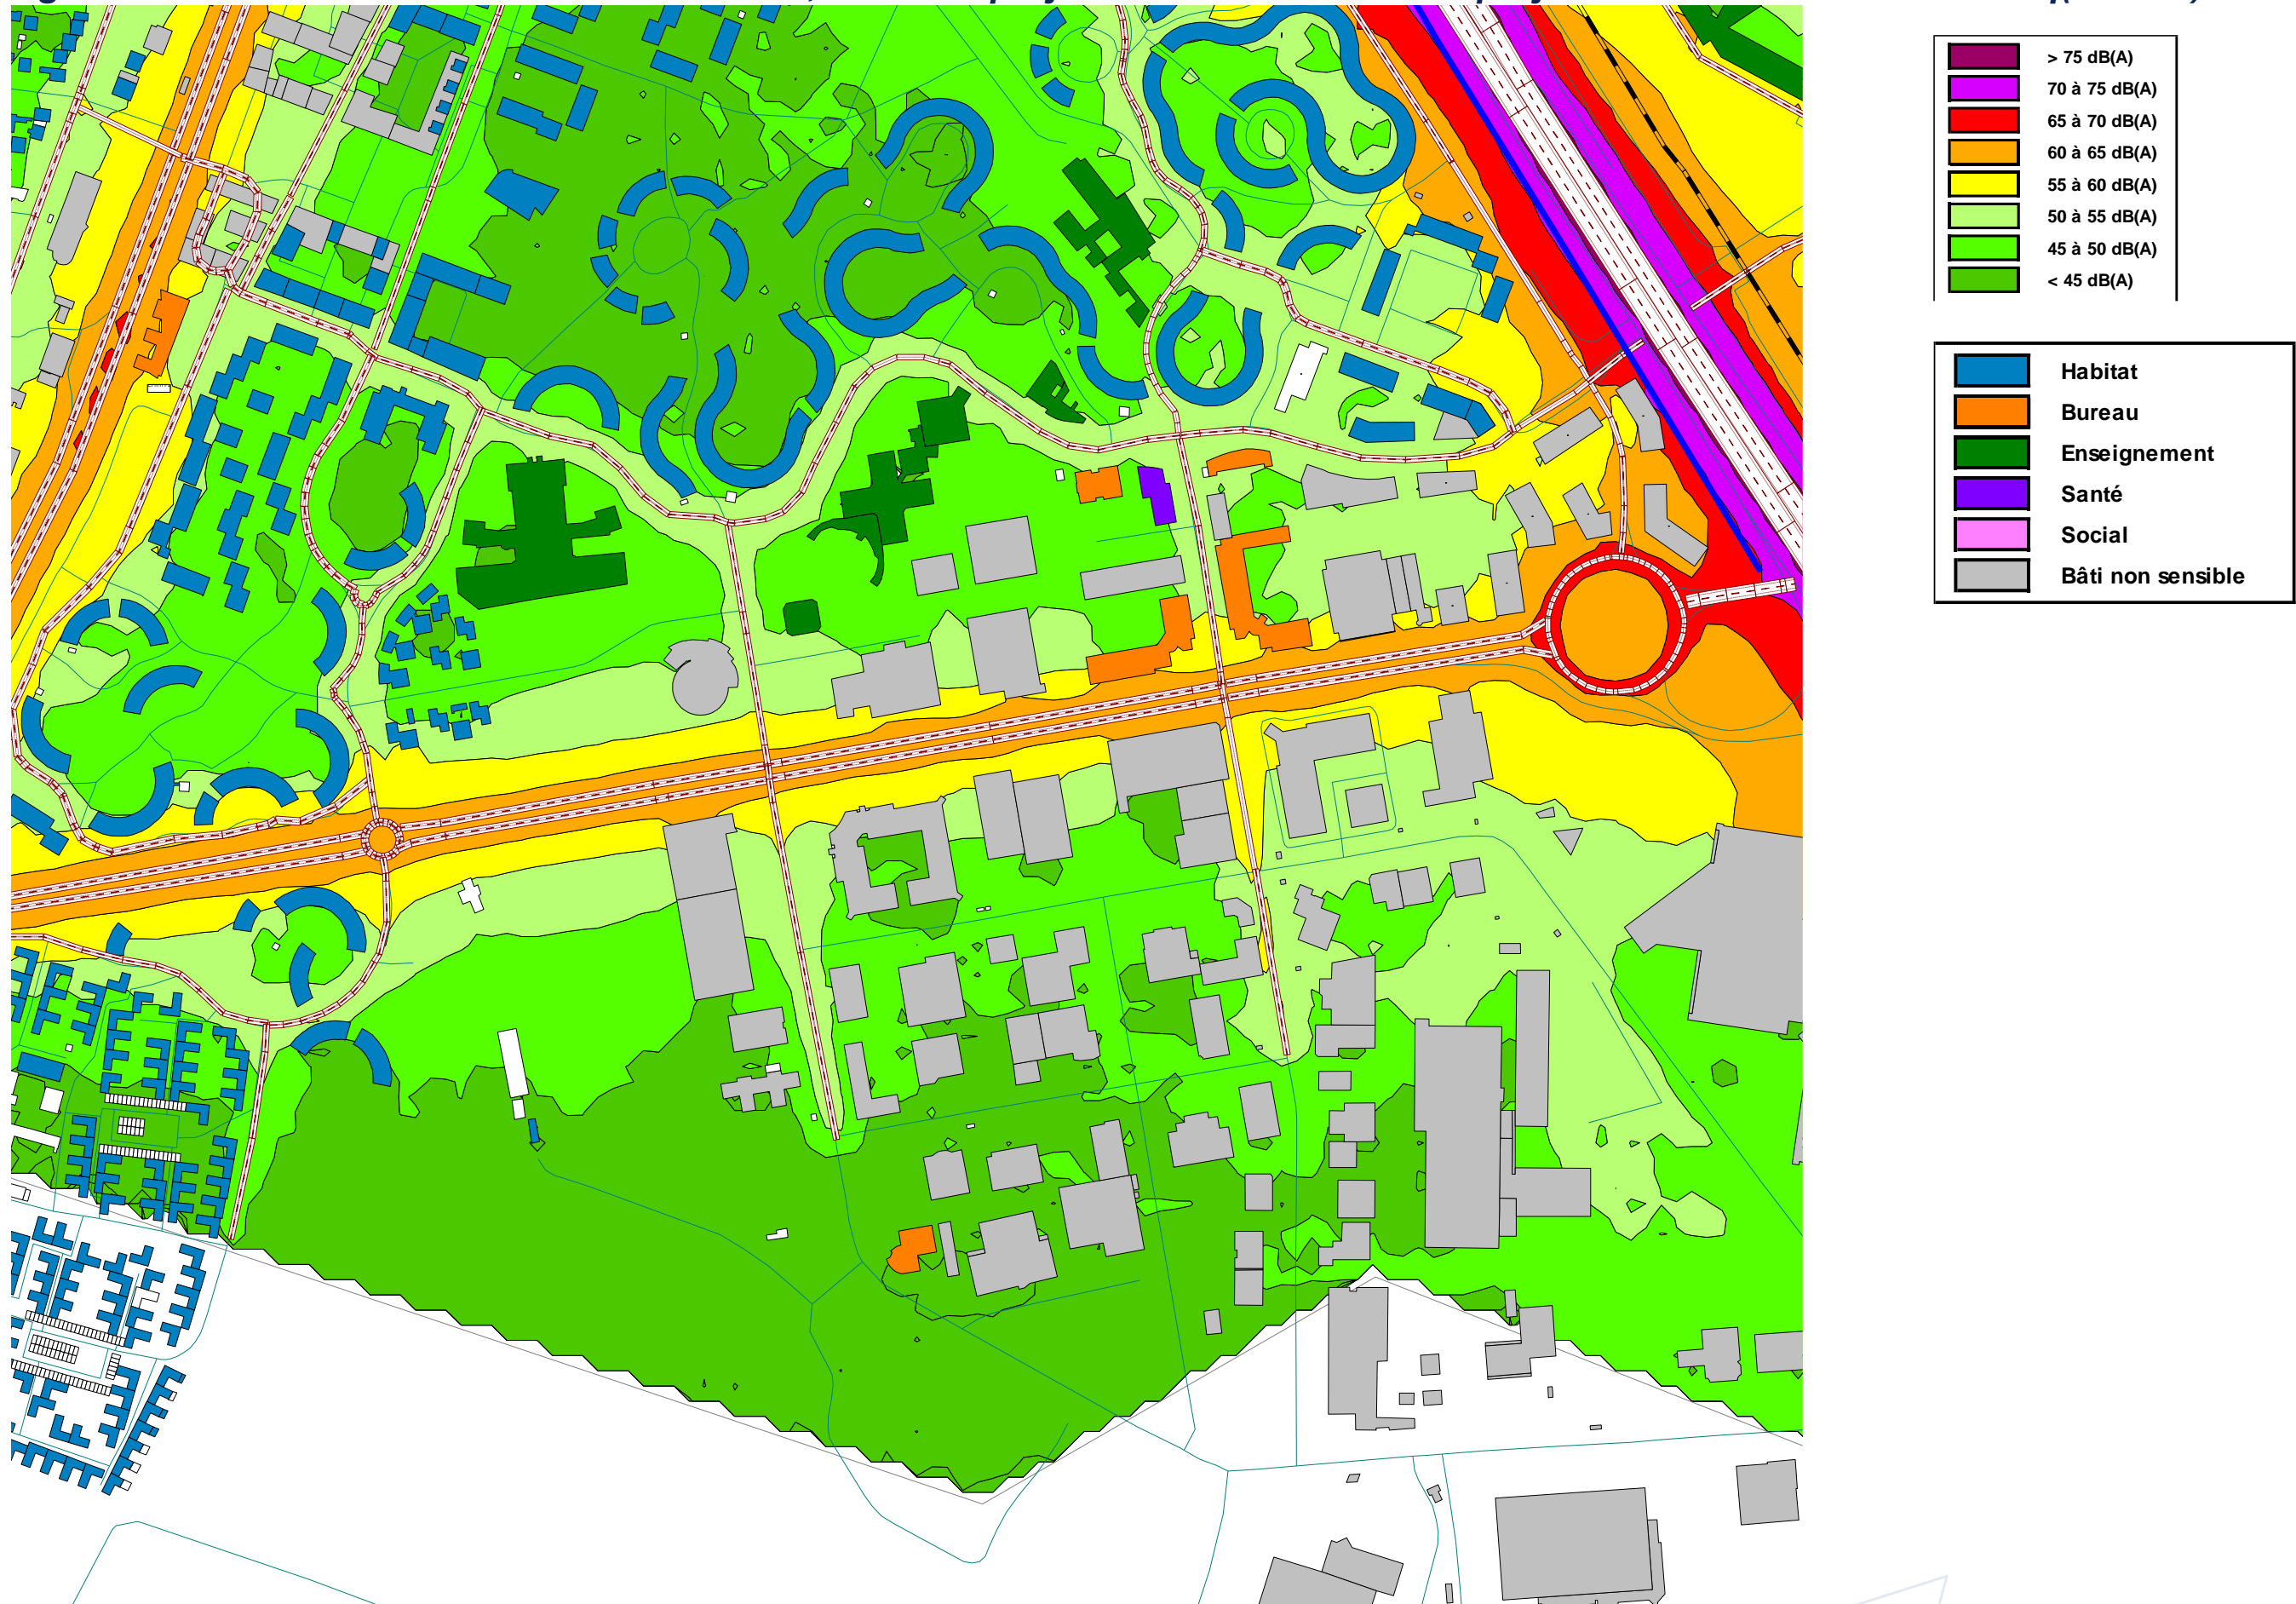 > 75 dB(A)
70 à 75 dB(A)
65 à 70 dB(A)
60 à 65 dB(A)
55 à 60 dB(A)
50 à 55 dB(A)
45 à 50 dB(A)
< 45 dB(A)
Habitat
Bureau
Enseignement
Santé
Social
Bâti non sensible